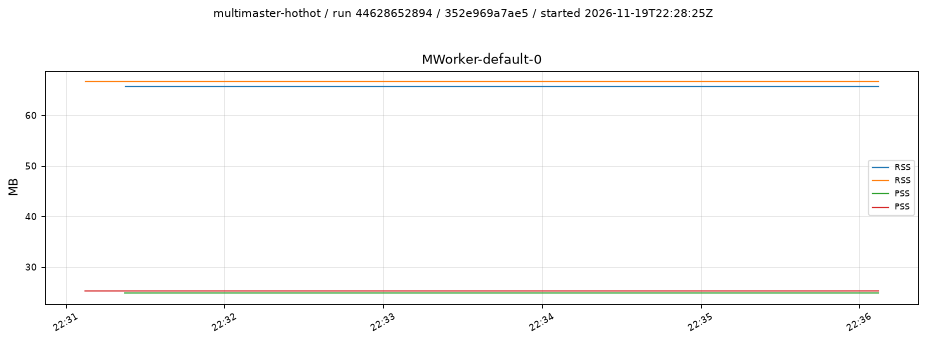 multimaster-hothot / run 44628652894 / 352e969a7ae5 / started 2026-11-19T22:28:25Z
MWorker-default-0
MB
60
50
40
30
RSS
RSS
PSS
PSS
22:31
22:32
22:33
22:34
22:35
22:36